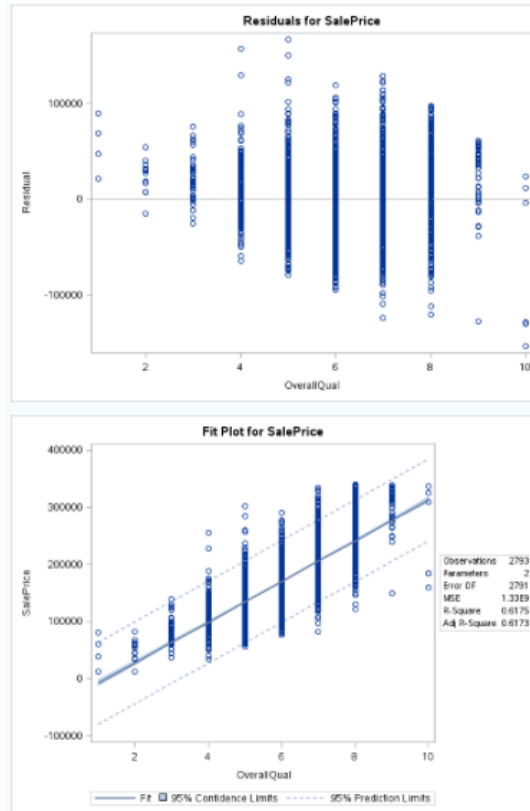 Residuals for SalePrice
100000
0
-100000
Residual
2 4 6 8 10
OverallQual
Fit Plot for SalePrice
400000
300000
200000
100000
0
-100000
SalePrice
2 4 6 8 10
OverallQual
Observations 2793
Parameters 2
Error DF 2791
MSE 1.33E9
R-Square 0.6175
Adj R-Square 0.6173
Fit 95% Confidence Limits 95% Prediction Limits